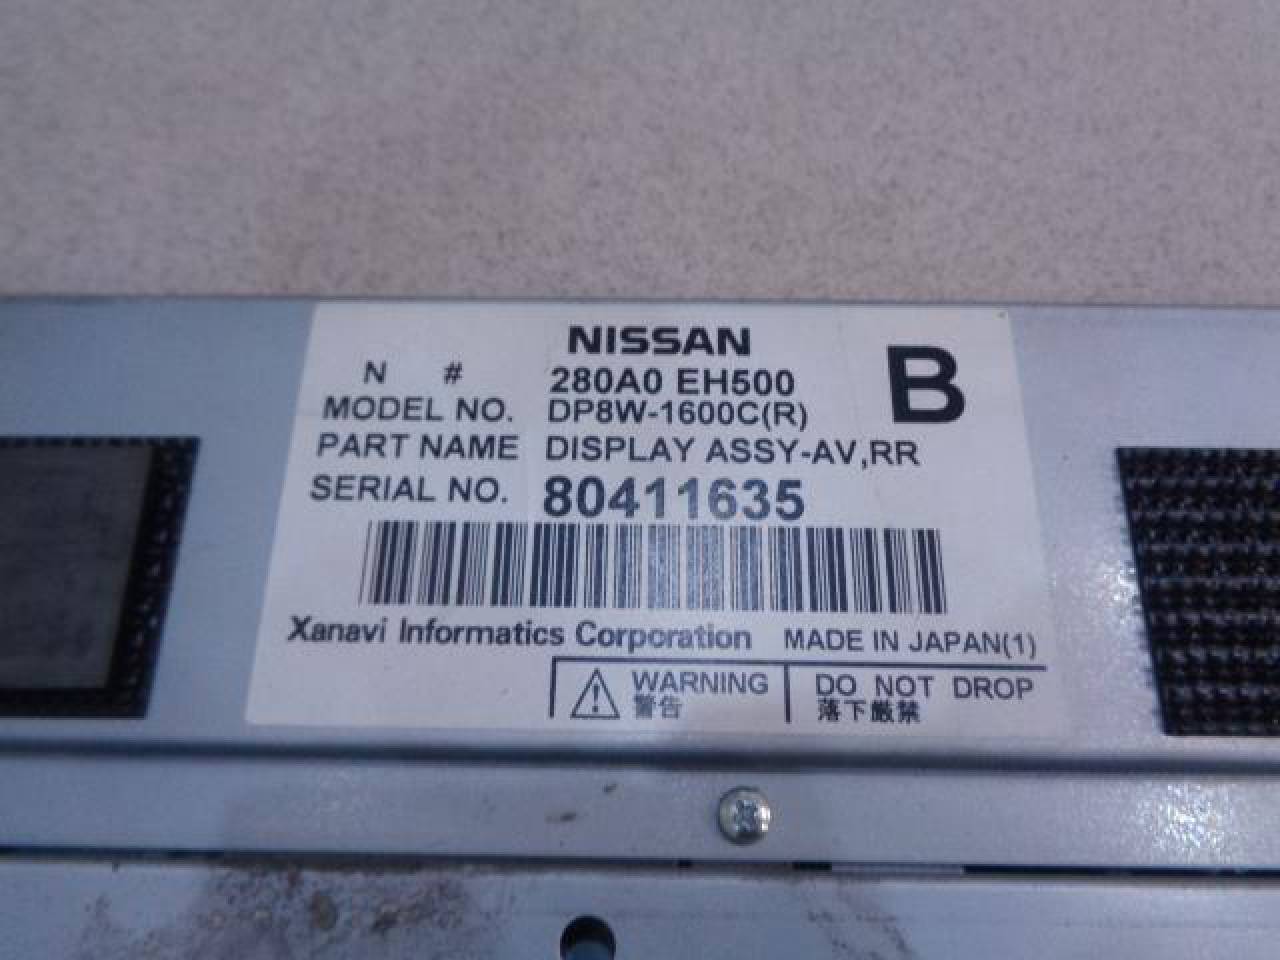 NISSAN
B
N # 280A0 EH500
MODEL NO. DP8W-1600C(R)
PART NAME DISPLAY ASSY-AV,RR
SERIAL NO. 80411635
Xanavi Informatics Corporation MADE IN JAPAN(1)
WARNING DO NOT DROP
警告 落下厳禁